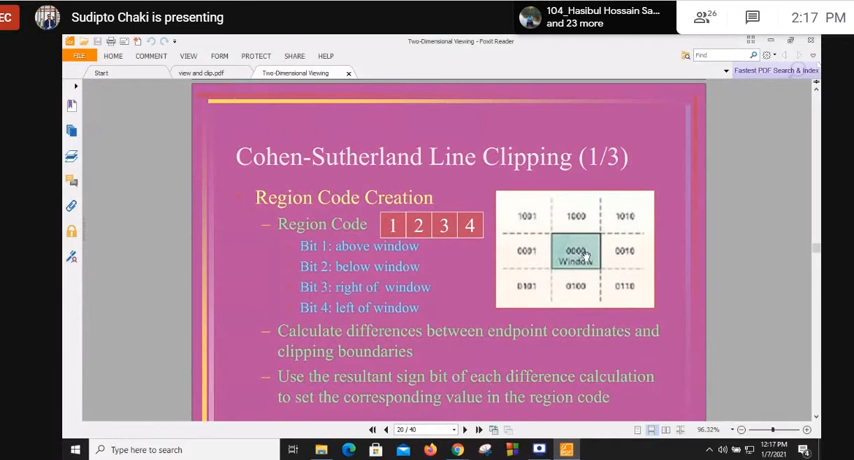 EC
Sudipto Chaki is presenting
104_Hasibul Hossain Sa...
and 23 more
26
2:17 PM
Two-Dimensional Viewing - Foxit Reader
FILE HOME COMMENT VIEW FORM PROTECT SHARE HELP
Find
Start view and clip.pdf Two-Dimensional Viewing
Fastest PDF Search & Index
Cohen-Sutherland Line Clipping (1/3)
Region Code Creation
– Region Code 1 2 3 4
Bit 1: above window
Bit 2: below window
Bit 3: right of window
Bit 4: left of window
1001 1000 1010
0001 0000 0010
Window
0101 0100 0110
– Calculate differences between endpoint coordinates and
clipping boundaries
– Use the resultant sign bit of each difference calculation
to set the corresponding value in the region code
20 / 40
96.32%
Type here to search
12:17 PM
1/7/2021